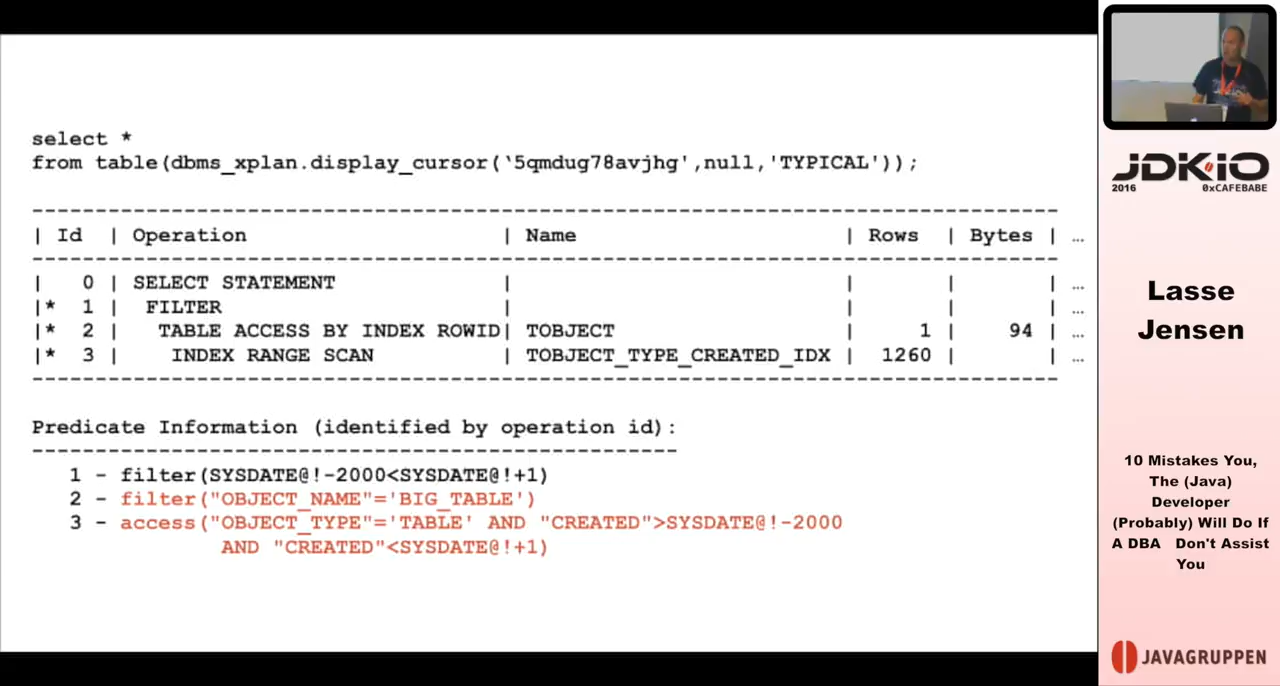 select *
from table(dbms_xplan.display_cursor(‘5qmdug78avjhg',null,'TYPICAL'));
--------------------------------------------------------------------------------
| Id | Operation | Name | Rows | Bytes | …
--------------------------------------------------------------------------------
| 0 | SELECT STATEMENT | | | | …
|* 1 | FILTER | | | | …
|* 2 | TABLE ACCESS BY INDEX ROWID| TOBJECT | 1 | 94 | …
|* 3 | INDEX RANGE SCAN | TOBJECT_TYPE_CREATED_IDX | 1260 | | …
--------------------------------------------------------------------------------
Predicate Information (identified by operation id):
---------------------------------------------------
1 - filter(SYSDATE@!-2000<SYSDATE@!+1)
2 - filter("OBJECT_NAME"='BIG_TABLE')
3 - access("OBJECT_TYPE"='TABLE' AND "CREATED">SYSDATE@!-2000
AND "CREATED"<SYSDATE@!+1)
JDK.IO
2016 0xCAFEBABE
Lasse
Jensen
10 Mistakes You,
The (Java)
Developer
(Probably) Will Do If
A DBA Don't Assist
You
JAVAGRUPPEN